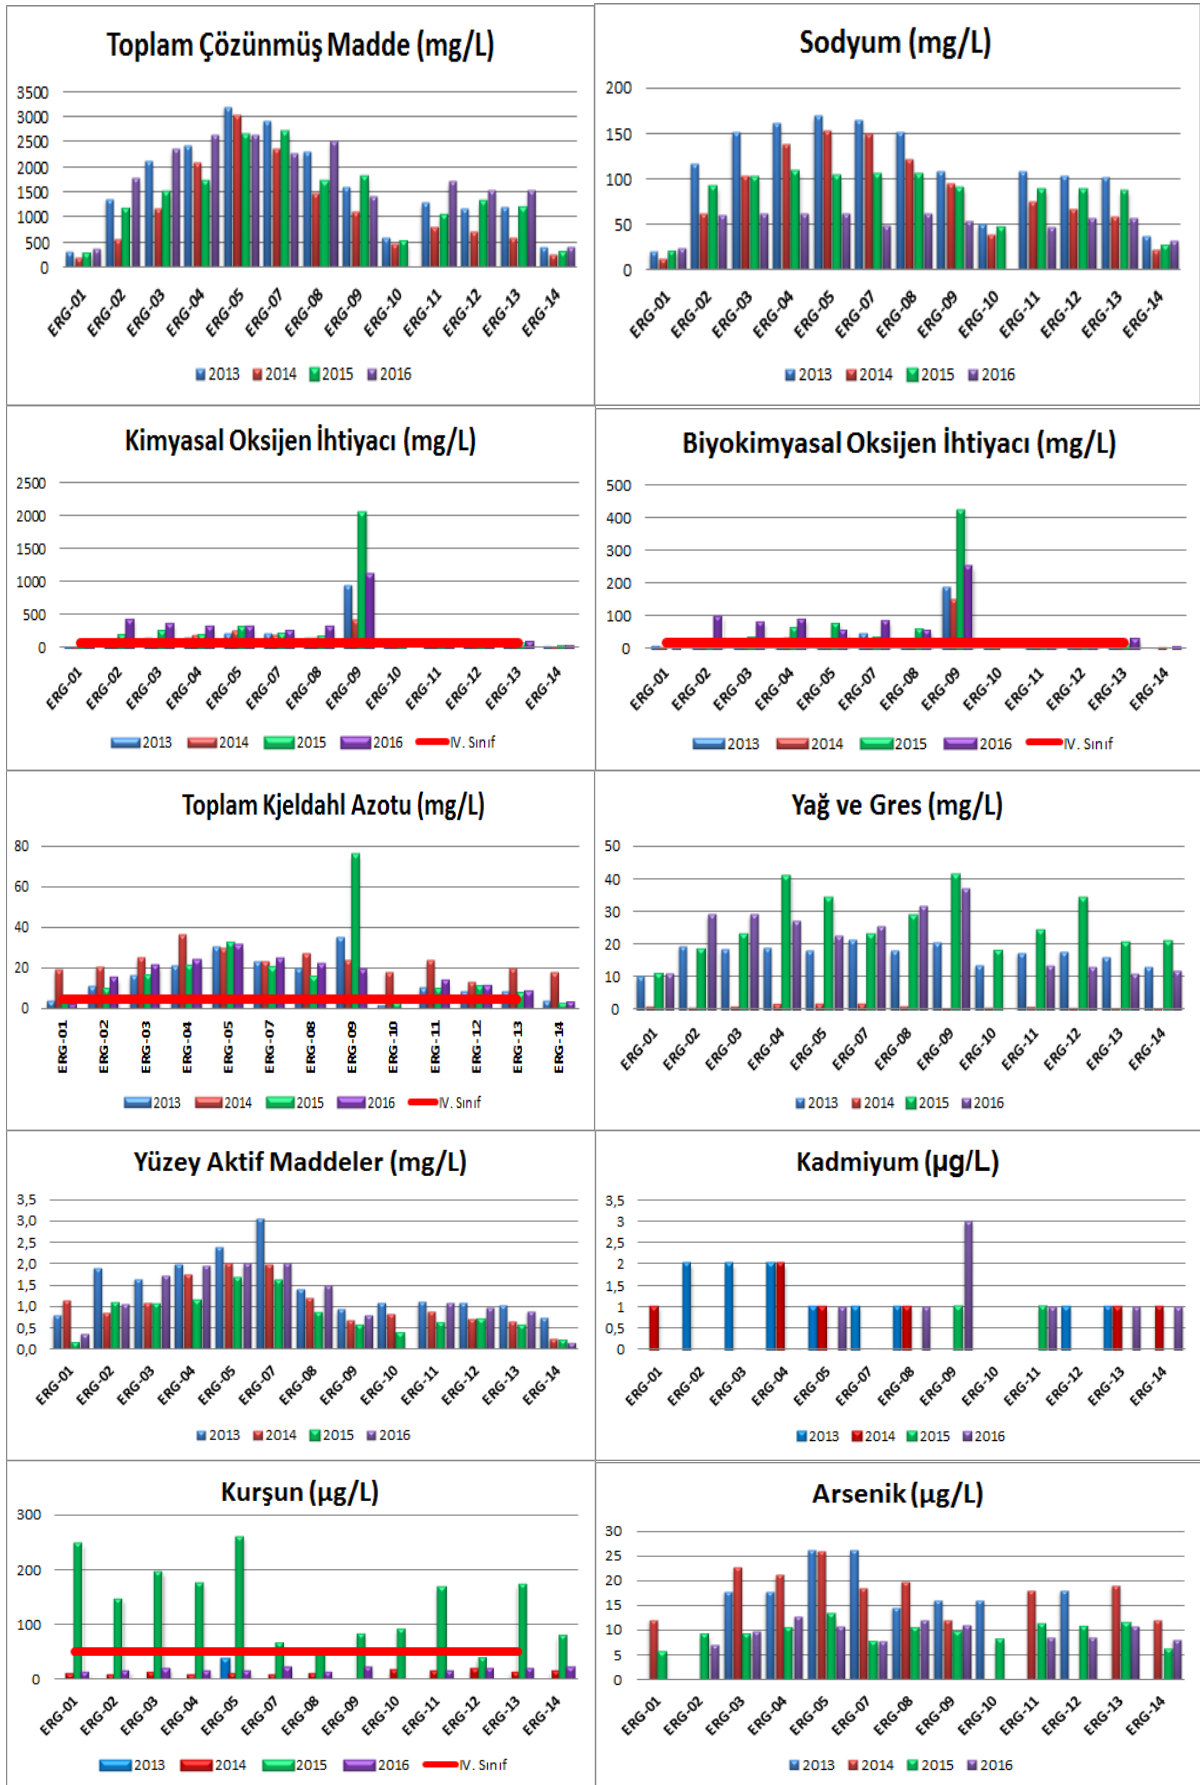 Toplam Çözünmüş Madde (mg/L)
3500
3000
2500
2000
1500
1000
500
0
ERG-01 ERG-02 ERG-03 ERG-04 ERG-05 ERG-07 ERG-08 ERG-09 ERG-10 ERG-11 ERG-12 ERG-13 ERG-14
2013 2014 2015 2016
Sodyum (mg/L)
200
150
100
50
0
ERG-01 ERG-02 ERG-03 ERG-04 ERG-05 ERG-07 ERG-08 ERG-09 ERG-10 ERG-11 ERG-12 ERG-13 ERG-14
2013 2014 2015 2016
Kimyasal Oksijen İhtiyacı (mg/L)
2500
2000
1500
1000
500
0
ERG-01 ERG-02 ERG-03 ERG-04 ERG-05 ERG-07 ERG-08 ERG-09 ERG-10 ERG-11 ERG-12 ERG-13 ERG-14
2013 2014 2015 2016 IV. Sınıf
Biyokimyasal Oksijen İhtiyacı (mg/L)
500
400
300
200
100
0
ERG-01 ERG-02 ERG-03 ERG-04 ERG-05 ERG-07 ERG-08 ERG-09 ERG-10 ERG-11 ERG-12 ERG-13 ERG-14
2013 2014 2015 2016 IV. Sınıf
Toplam Kjeldahl Azotu (mg/L)
80
60
40
20
0
ERG-01 ERG-02 ERG-03 ERG-04 ERG-05 ERG-07 ERG-08 ERG-09 ERG-10 ERG-11 ERG-12 ERG-13 ERG-14
2013 2014 2015 2016 IV. Sınıf
Yağ ve Gres (mg/L)
50
40
30
20
10
0
ERG-01 ERG-02 ERG-03 ERG-04 ERG-05 ERG-07 ERG-08 ERG-09 ERG-10 ERG-11 ERG-12 ERG-13 ERG-14
2013 2014 2015 2016
Yüzey Aktif Maddeler (mg/L)
3,5
3,0
2,5
2,0
1,5
1,0
0,5
0,0
ERG-01 ERG-02 ERG-03 ERG-04 ERG-05 ERG-07 ERG-08 ERG-09 ERG-10 ERG-11 ERG-12 ERG-13 ERG-14
2013 2014 2015 2016
Kadmiyum (µg/L)
3,5
3
2,5
2
1,5
1
0,5
0
ERG-01 ERG-02 ERG-03 ERG-04 ERG-05 ERG-07 ERG-08 ERG-09 ERG-10 ERG-11 ERG-12 ERG-13 ERG-14
2013 2014 2015 2016
Kurşun (µg/L)
300
200
100
0
ERG-01 ERG-02 ERG-03 ERG-04 ERG-05 ERG-07 ERG-08 ERG-09 ERG-10 ERG-11 ERG-12 ERG-13 ERG-14
2013 2014 2015 2016 IV. Sınıf
Arsenik (µg/L)
30
25
20
15
10
5
0
ERG-01 ERG-02 ERG-03 ERG-04 ERG-05 ERG-07 ERG-08 ERG-09 ERG-10 ERG-11 ERG-12 ERG-13 ERG-14
2013 2014 2015 2016